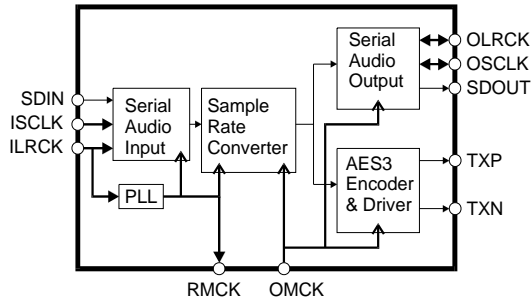 SDIN
ISCLK
ILRCK
Serial
Audio
Input
PLL
Sample
Rate
Converter
Serial
Audio
Output
AES3
Encoder
& Driver
OLRCK
OSCLK
SDOUT
TXP
TXN
RMCK
OMCK